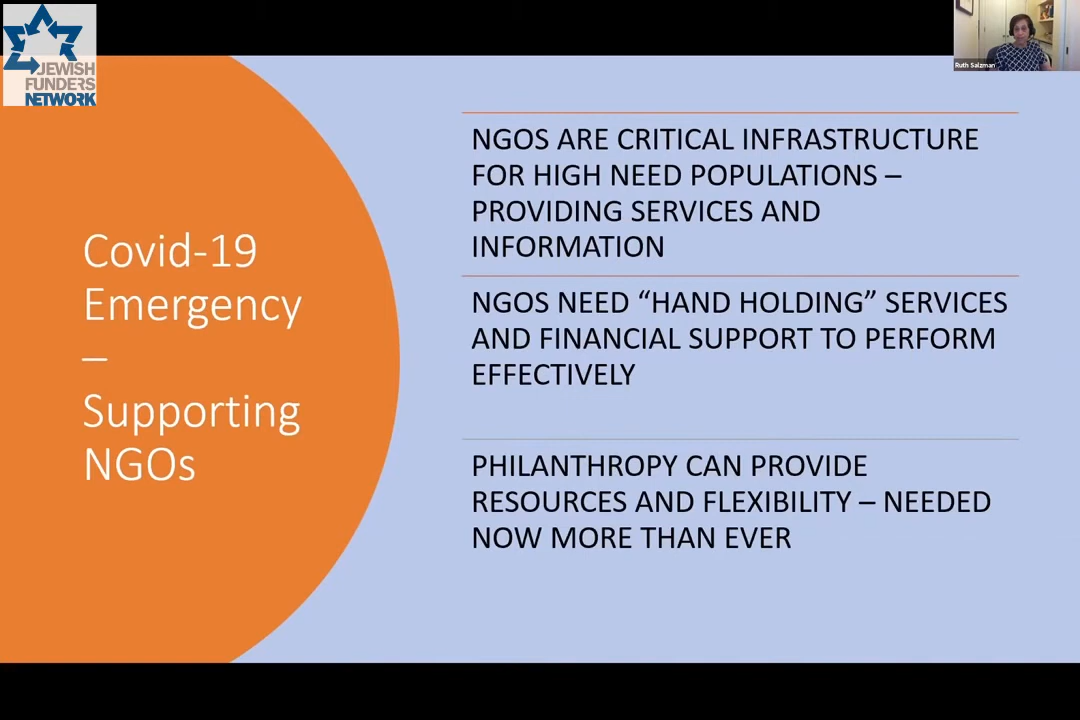 JEWISH
FUNDERS
NETWORK
Ruth Salzman
Covid-19
Emergency
–
Supporting
NGOs
NGOS ARE CRITICAL INFRASTRUCTURE
FOR HIGH NEED POPULATIONS –
PROVIDING SERVICES AND
INFORMATION
NGOS NEED “HAND HOLDING” SERVICES
AND FINANCIAL SUPPORT TO PERFORM
EFFECTIVELY
PHILANTHROPY CAN PROVIDE
RESOURCES AND FLEXIBILITY – NEEDED
NOW MORE THAN EVER